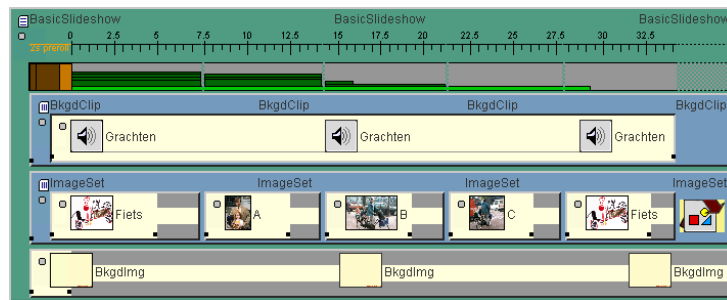 BasicSlideshow BasicSlideshow BasicSlideshow
0 2.5 5 7.5 10 12.5 15 17.5 20 22.5 25 27.5 30 32.5
2s preroll
BkgdClip BkgdClip BkgdClip BkgdClip
Grachten Grachten Grachten
ImageSet ImageSet ImageSet ImageSet
Fiets A B C Fiets
BkgdImg BkgdImg BkgdImg